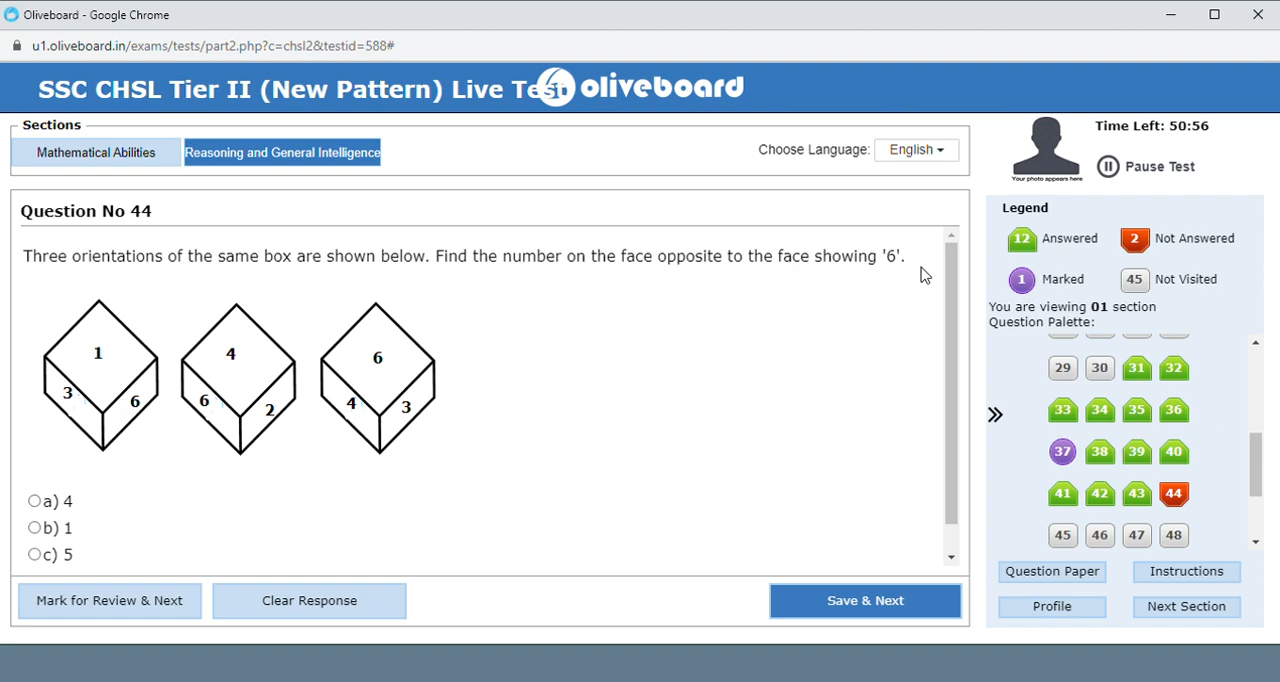 Oliveboard - Google Chrome
u1.oliveboard.in/exams/tests/part2.php?c=chsl2&testid=588#
SSC CHSL Tier II (New Pattern) Live Test
oliveboard
Sections
Mathematical Abilities
Reasoning and General Intelligence
Choose Language:
English
Time Left: 50:56
Your photo appears here
Pause Test
Question No 44
Three orientations of the same box are shown below. Find the number on the face opposite to the face showing '6'.
1
3 6
4
6 2
6
4 3
a) 4
b) 1
c) 5
Mark for Review & Next
Clear Response
Save & Next
Legend
12 Answered
2 Not Answered
1 Marked
45 Not Visited
You are viewing 01 section
Question Palette:
29 30 31 32
33 34 35 36
37 38 39 40
41 42 43 44
45 46 47 48
Question Paper
Instructions
Profile
Next Section